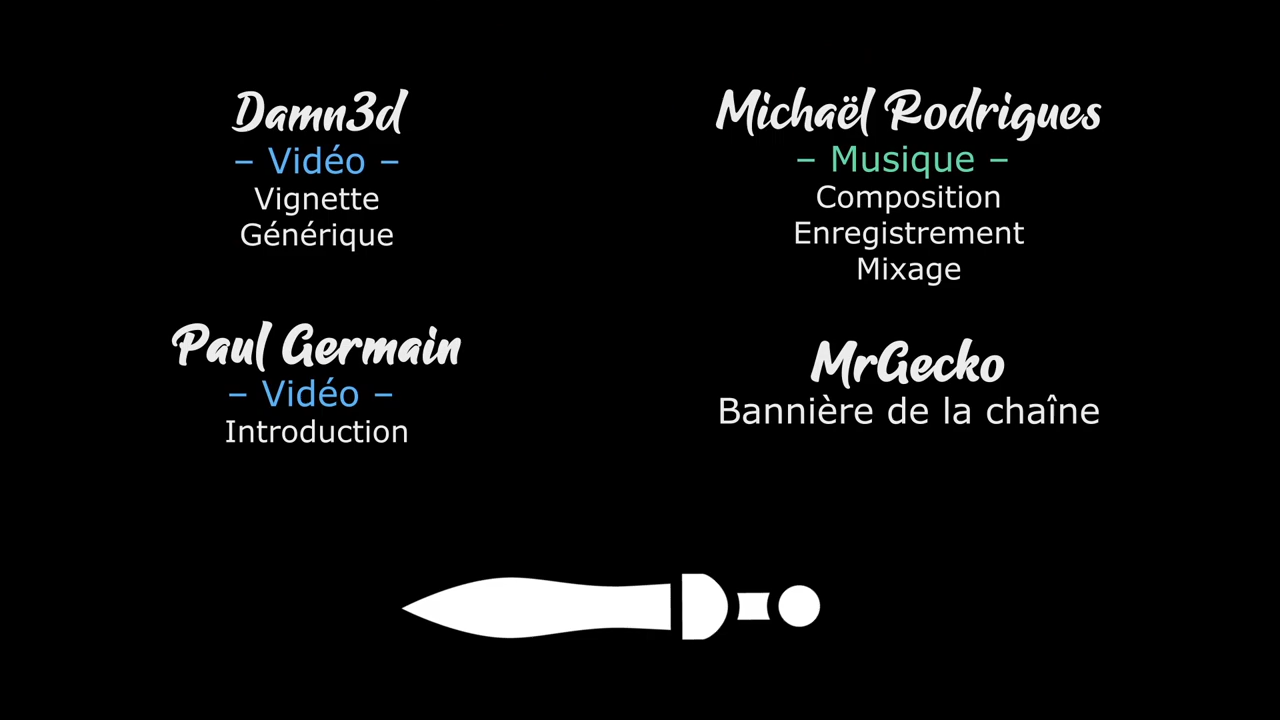 Damn3d
– Vidéo –
Vignette
Générique
Paul Germain
– Vidéo –
Introduction
Michaël Rodrigues
– Musique –
Composition
Enregistrement
Mixage
MrGecko
Bannière de la chaîne